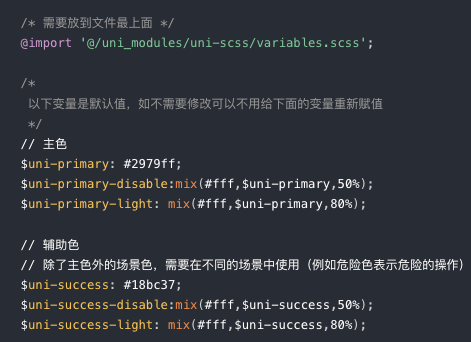 /* 需要放到文件最上面 */
@import '@/uni_modules/uni-scss/variables.scss';
/*
以下变量是默认值，如不需要修改可以不用给下面的变量重新赋值
*/
// 主色
$uni-primary: #2979ff;
$uni-primary-disable:mix(#fff,$uni-primary,50%);
$uni-primary-light: mix(#fff,$uni-primary,80%);
// 辅助色
// 除了主色外的场景色，需要在不同的场景中使用（例如危险色表示危险的操作）
$uni-success: #18bc37;
$uni-success-disable:mix(#fff,$uni-success,50%);
$uni-success-light: mix(#fff,$uni-success,80%);